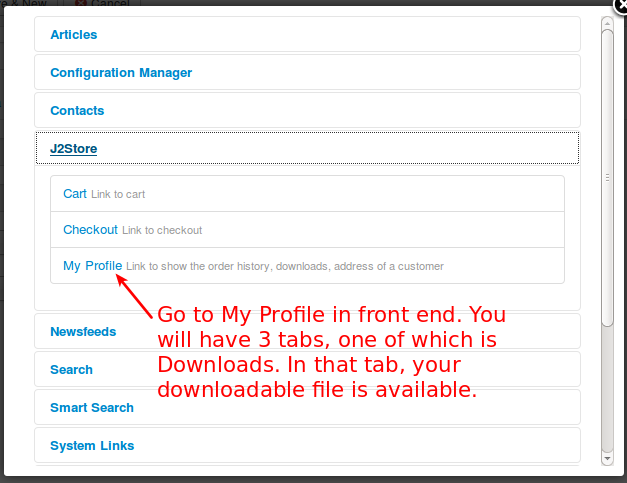 e & New Cancel
Articles
Configuration Manager
Contacts
J2Store
Cart Link to cart
Checkout Link to checkout
My Profile Link to show the order history, downloads, address of a customer
Go to My Profile in front end. You
will have 3 tabs, one of which is
Newsfeeds
Downloads. In that tab, your
Search
downloadable file is available.
Smart Search
System Links